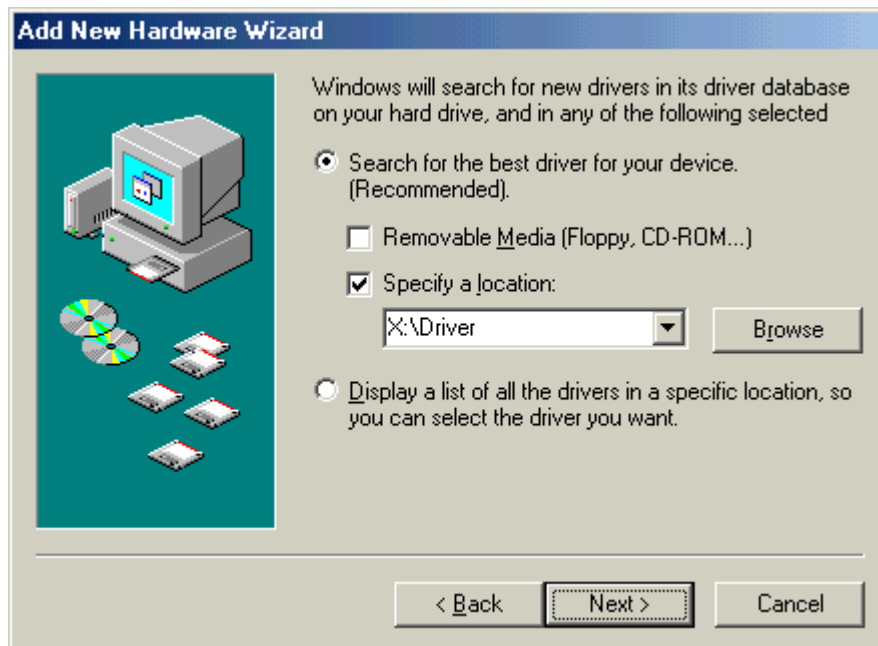 Add New Hardware Wizard
Windows will search for new drivers in its driver database
on your hard drive, and in any of the following selected
Search for the best driver for your device.
(Recommended).
Removable Media (Floppy, CD-ROM...)
Specify a location:
X:\Driver
Browse
Display a list of all the drivers in a specific location, so
you can select the driver you want.
< Back
Next >
Cancel